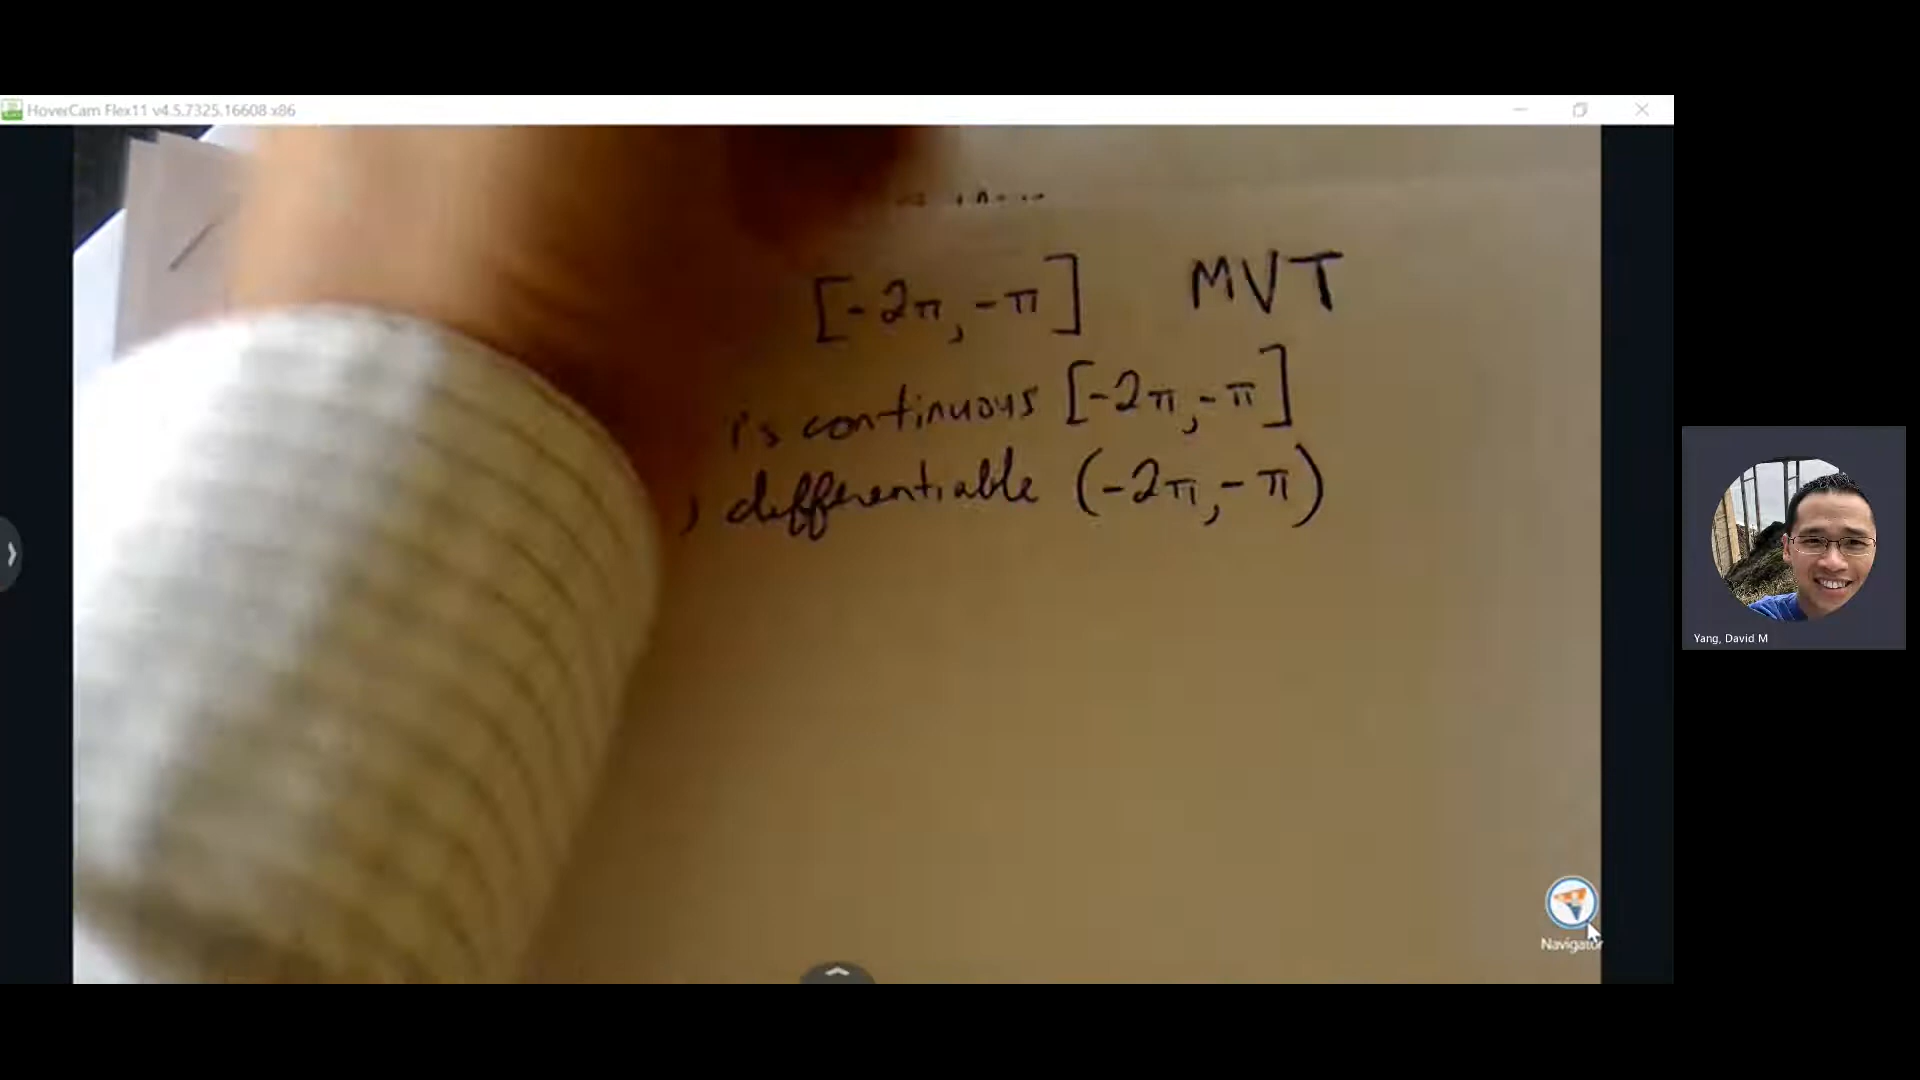 HoverCam Flex11 v4.5.7325.16608 x86
[-2π, -π] MVT
is continuous [-2π, -π]
, differentiable (-2π, -π)
Yang, David M
Navigator